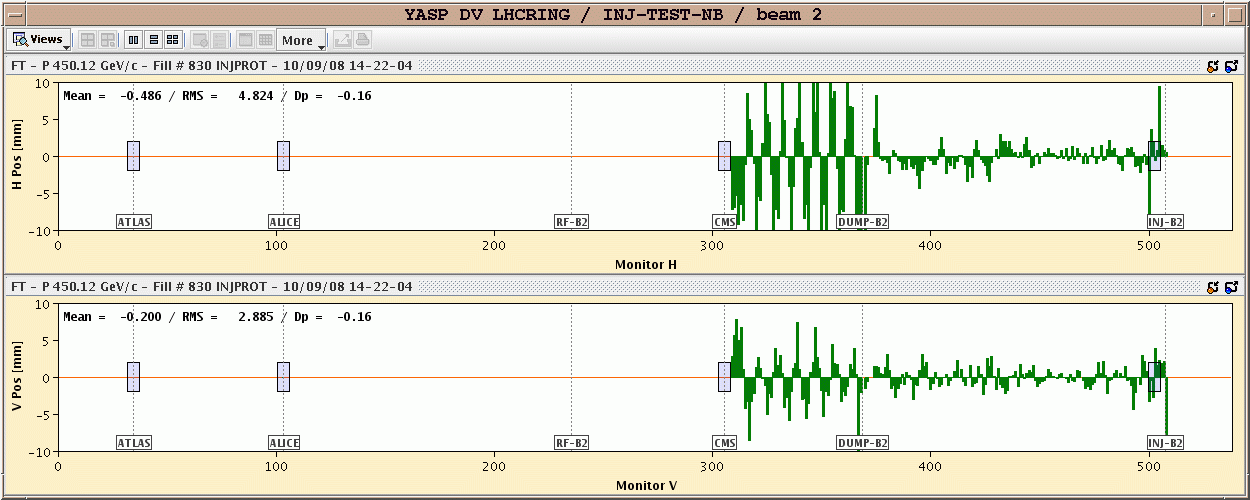 YASP DV LHCRING / INJ-TEST-NB / beam 2
Views More
FT - P 450.12 GeV/c - Fill # 830 INJPROT - 10/09/08 14-22-04
Mean = -0.486 / RMS = 4.824 / Dp = -0.16
H Pos [mm]
10
5
0
-5
-10
ATLAS ALICE RF-B2 CMS DUMP-B2 INJ-B2
0 100 200 300 400 500
Monitor H
FT - P 450.12 GeV/c - Fill # 830 INJPROT - 10/09/08 14-22-04
Mean = -0.200 / RMS = 2.885 / Dp = -0.16
V Pos [mm]
10
5
0
-5
-10
ATLAS ALICE RF-B2 CMS DUMP-B2 INJ-B2
0 100 200 300 400 500
Monitor V